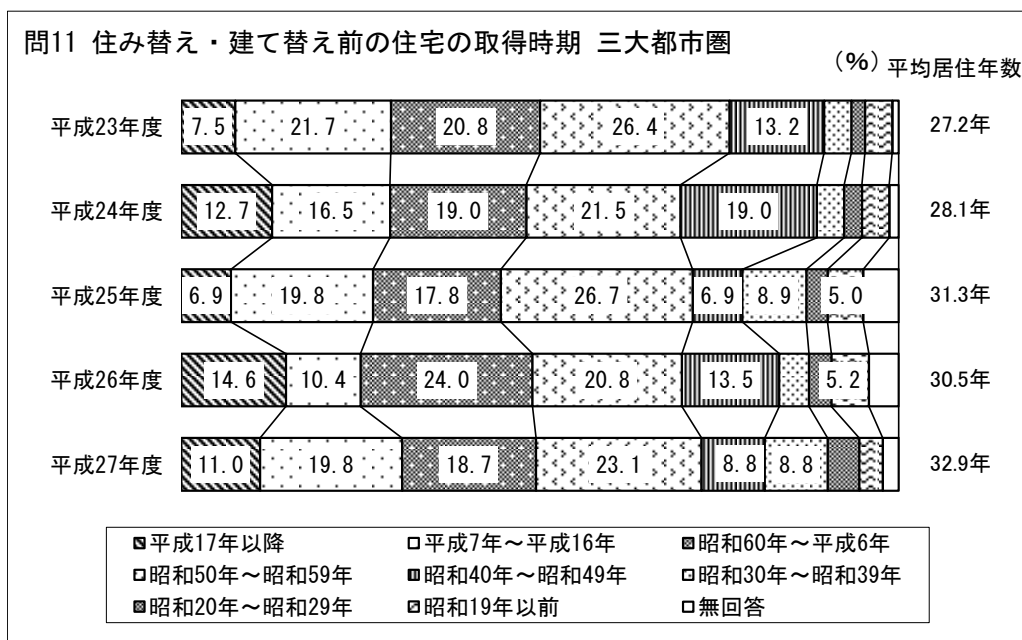 問11 住み替え・建て替え前の住宅の取得時期 三大都市圏
(%) 平均居住年数
平成23年度 7.5 21.7 20.8 26.4 13.2 27.2年
平成24年度 12.7 16.5 19.0 21.5 19.0 28.1年
平成25年度 6.9 19.8 17.8 26.7 6.9 8.9 5.0 31.3年
平成26年度 14.6 10.4 24.0 20.8 13.5 5.2 30.5年
平成27年度 11.0 19.8 18.7 23.1 8.8 8.8 32.9年
平成17年以降 平成7年～平成16年 昭和60年～平成6年
昭和50年～昭和59年 昭和40年～昭和49年 昭和30年～昭和39年
昭和20年～昭和29年 昭和19年以前 無回答